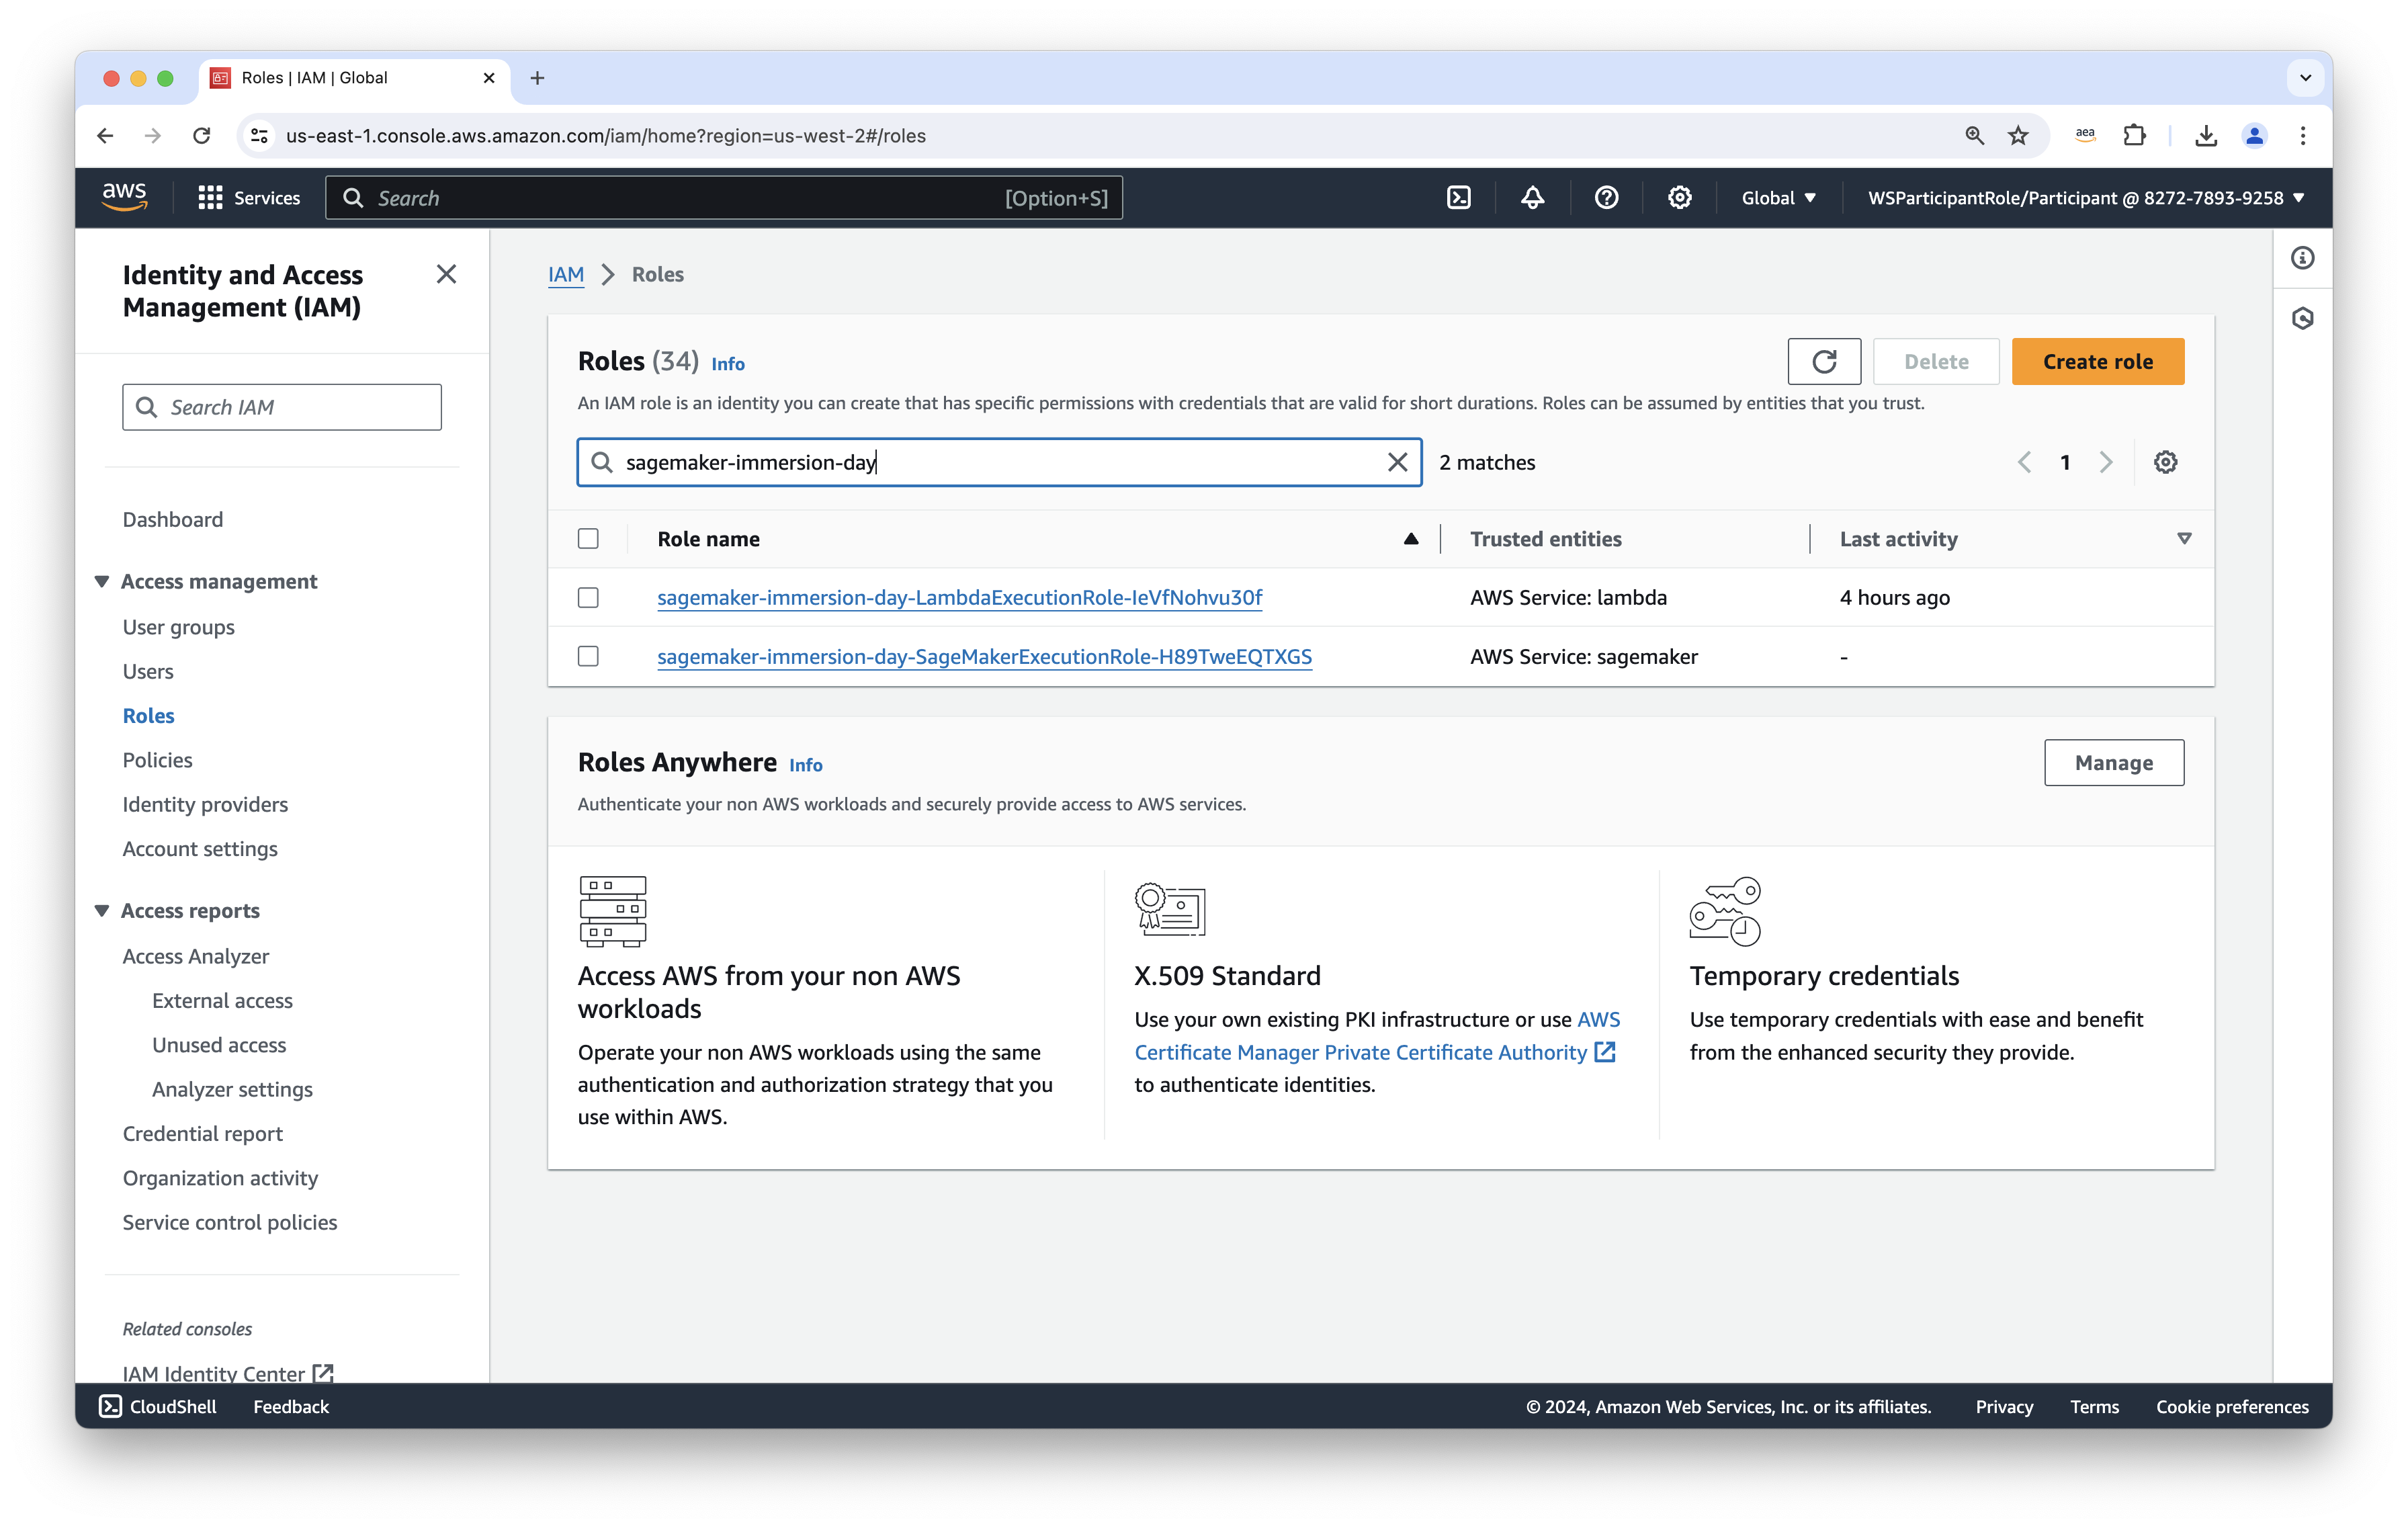 Roles | IAM | Global
us-east-1.console.aws.amazon.com/iam/home?region=us-west-2#/roles
aea
aws
Services
Search
[Option+S]
Global
WSParticipantRole/Participant @ 8272-7893-9258
Identity and Access
Management (IAM)
Search IAM
Dashboard
Access management
User groups
Users
Roles
Policies
Identity providers
Account settings
Access reports
Access Analyzer
External access
Unused access
Analyzer settings
Credential report
Organization activity
Service control policies
Related consoles
IAM Identity Center
IAM
Roles
Roles (34) Info
Delete
Create role
An IAM role is an identity you can create that has specific permissions with credentials that are valid for short durations. Roles can be assumed by entities that you trust.
sagemaker-immersion-day
2 matches
1
Role name
Trusted entities
Last activity
sagemaker-immersion-day-LambdaExecutionRole-IeVfNohvu30f
AWS Service: lambda
4 hours ago
sagemaker-immersion-day-SageMakerExecutionRole-H89TweEQTXGS
AWS Service: sagemaker
-
Roles Anywhere Info
Manage
Authenticate your non AWS workloads and securely provide access to AWS services.
Access AWS from your non AWS
workloads
Operate your non AWS workloads using the same
authentication and authorization strategy that you
use within AWS.
X.509 Standard
Use your own existing PKI infrastructure or use AWS
Certificate Manager Private Certificate Authority
to authenticate identities.
Temporary credentials
Use temporary credentials with ease and benefit
from the enhanced security they provide.
CloudShell
Feedback
© 2024, Amazon Web Services, Inc. or its affiliates.
Privacy
Terms
Cookie preferences